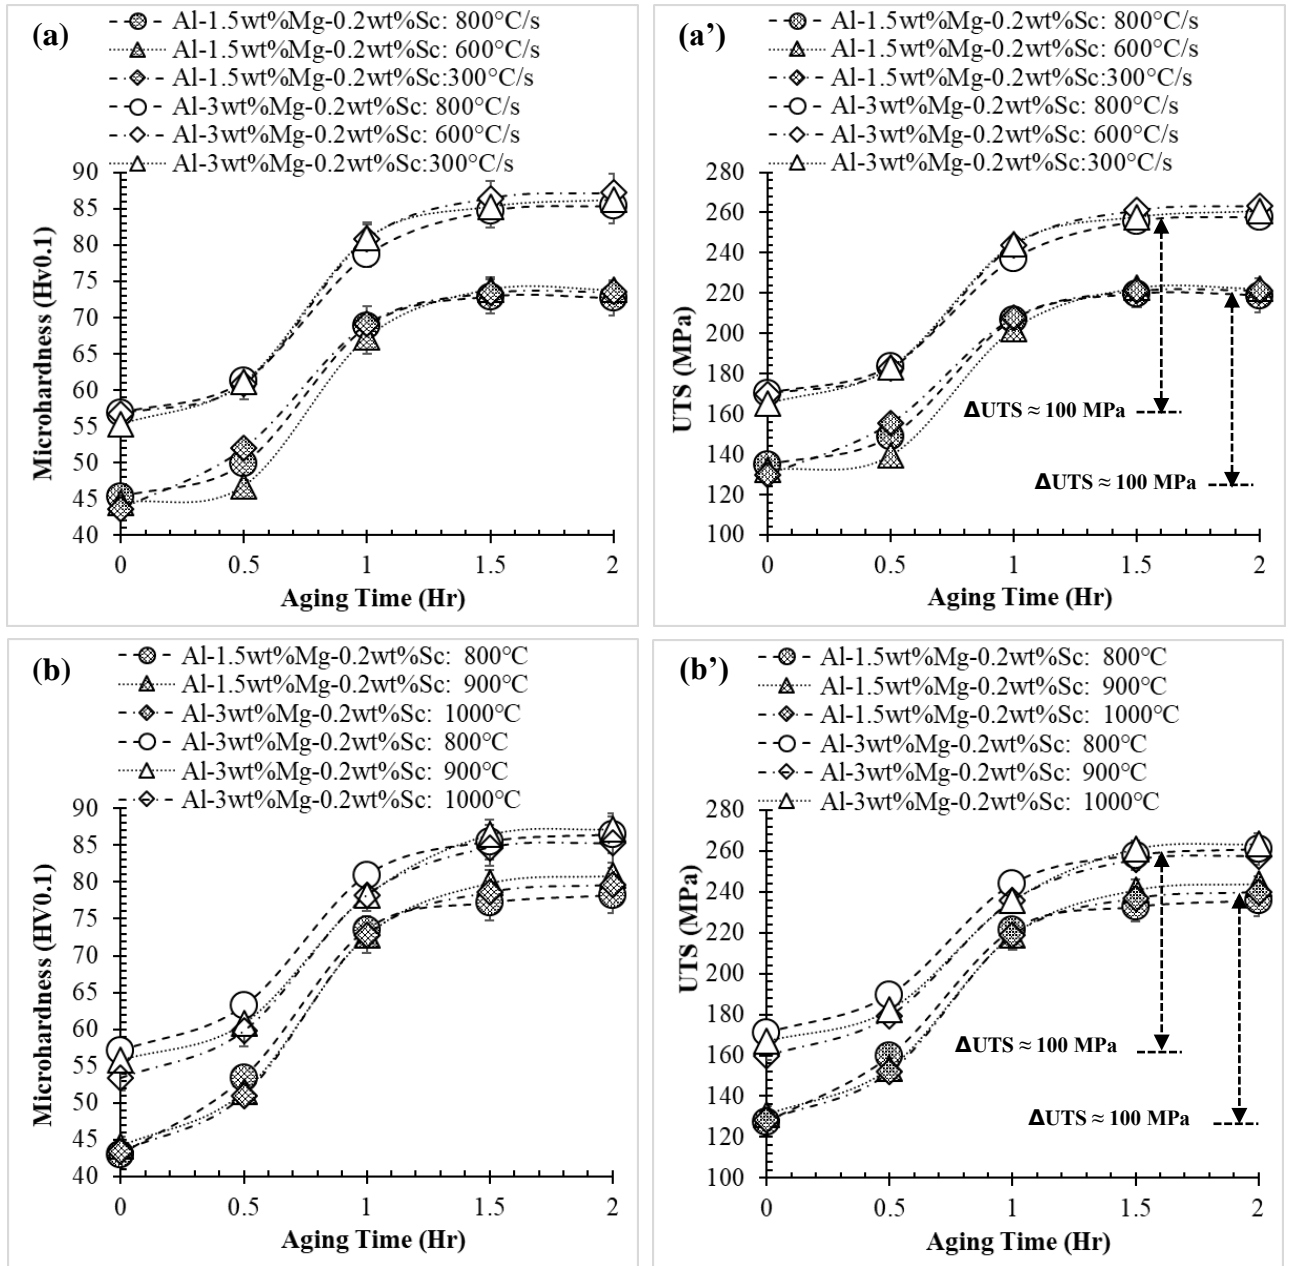 (a)
Al-1.5wt%Mg-0.2wt%Sc: 800°C/s
Al-1.5wt%Mg-0.2wt%Sc: 600°C/s
Al-1.5wt%Mg-0.2wt%Sc:300°C/s
Al-3wt%Mg-0.2wt%Sc: 800°C/s
Al-3wt%Mg-0.2wt%Sc: 600°C/s
Al-3wt%Mg-0.2wt%Sc:300°C/s
Microhardness (Hv0.1)
90
85
80
75
70
65
60
55
50
45
40
0 0.5 1 1.5 2
Aging Time (Hr)
(a’)
Al-1.5wt%Mg-0.2wt%Sc: 800°C/s
Al-1.5wt%Mg-0.2wt%Sc: 600°C/s
Al-1.5wt%Mg-0.2wt%Sc:300°C/s
Al-3wt%Mg-0.2wt%Sc: 800°C/s
Al-3wt%Mg-0.2wt%Sc: 600°C/s
Al-3wt%Mg-0.2wt%Sc:300°C/s
UTS (MPa)
280
260
240
220
200
180
160
140
120
100
ΔUTS ≈ 100 MPa
ΔUTS ≈ 100 MPa
0 0.5 1 1.5 2
Aging Time (Hr)
(b)
Al-1.5wt%Mg-0.2wt%Sc: 800°C
Al-1.5wt%Mg-0.2wt%Sc: 900°C
Al-3wt%Mg-0.2wt%Sc: 1000°C
Al-3wt%Mg-0.2wt%Sc: 800°C
Al-3wt%Mg-0.2wt%Sc: 900°C
Al-3wt%Mg-0.2wt%Sc: 1000°C
Microhardness (HV0.1)
90
85
80
75
70
65
60
55
50
45
40
0 0.5 1 1.5 2
Aging Time (Hr)
(b’)
Al-1.5wt%Mg-0.2wt%Sc: 800°C
Al-1.5wt%Mg-0.2wt%Sc: 900°C
Al-1.5wt%Mg-0.2wt%Sc: 1000°C
Al-3wt%Mg-0.2wt%Sc: 800°C
Al-3wt%Mg-0.2wt%Sc: 900°C
Al-3wt%Mg-0.2wt%Sc: 1000°C
UTS (MPa)
280
260
240
220
200
180
160
140
120
100
ΔUTS ≈ 100 MPa
ΔUTS ≈ 100 MPa
0 0.5 1 1.5 2
Aging Time (Hr)